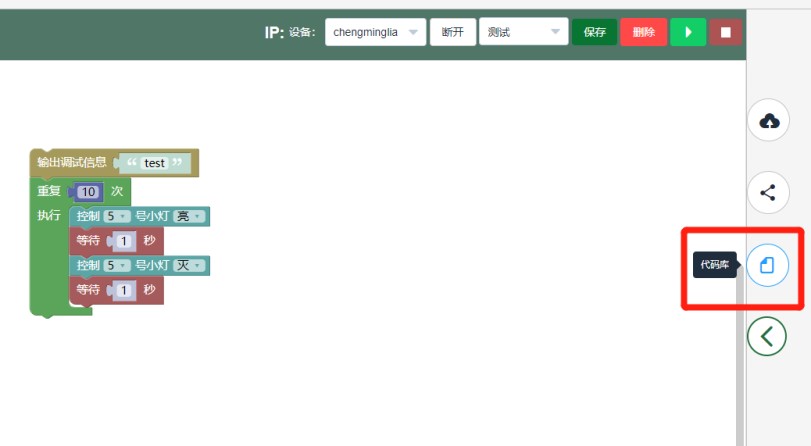 IP: 设备： chengminglia 断开 测试 保存 删除
输出调试信息 “ test ”
重复 10 次
执行 控制 5 号小灯 亮
等待 1 秒
控制 5 号小灯 灭
等待 1 秒
代码库